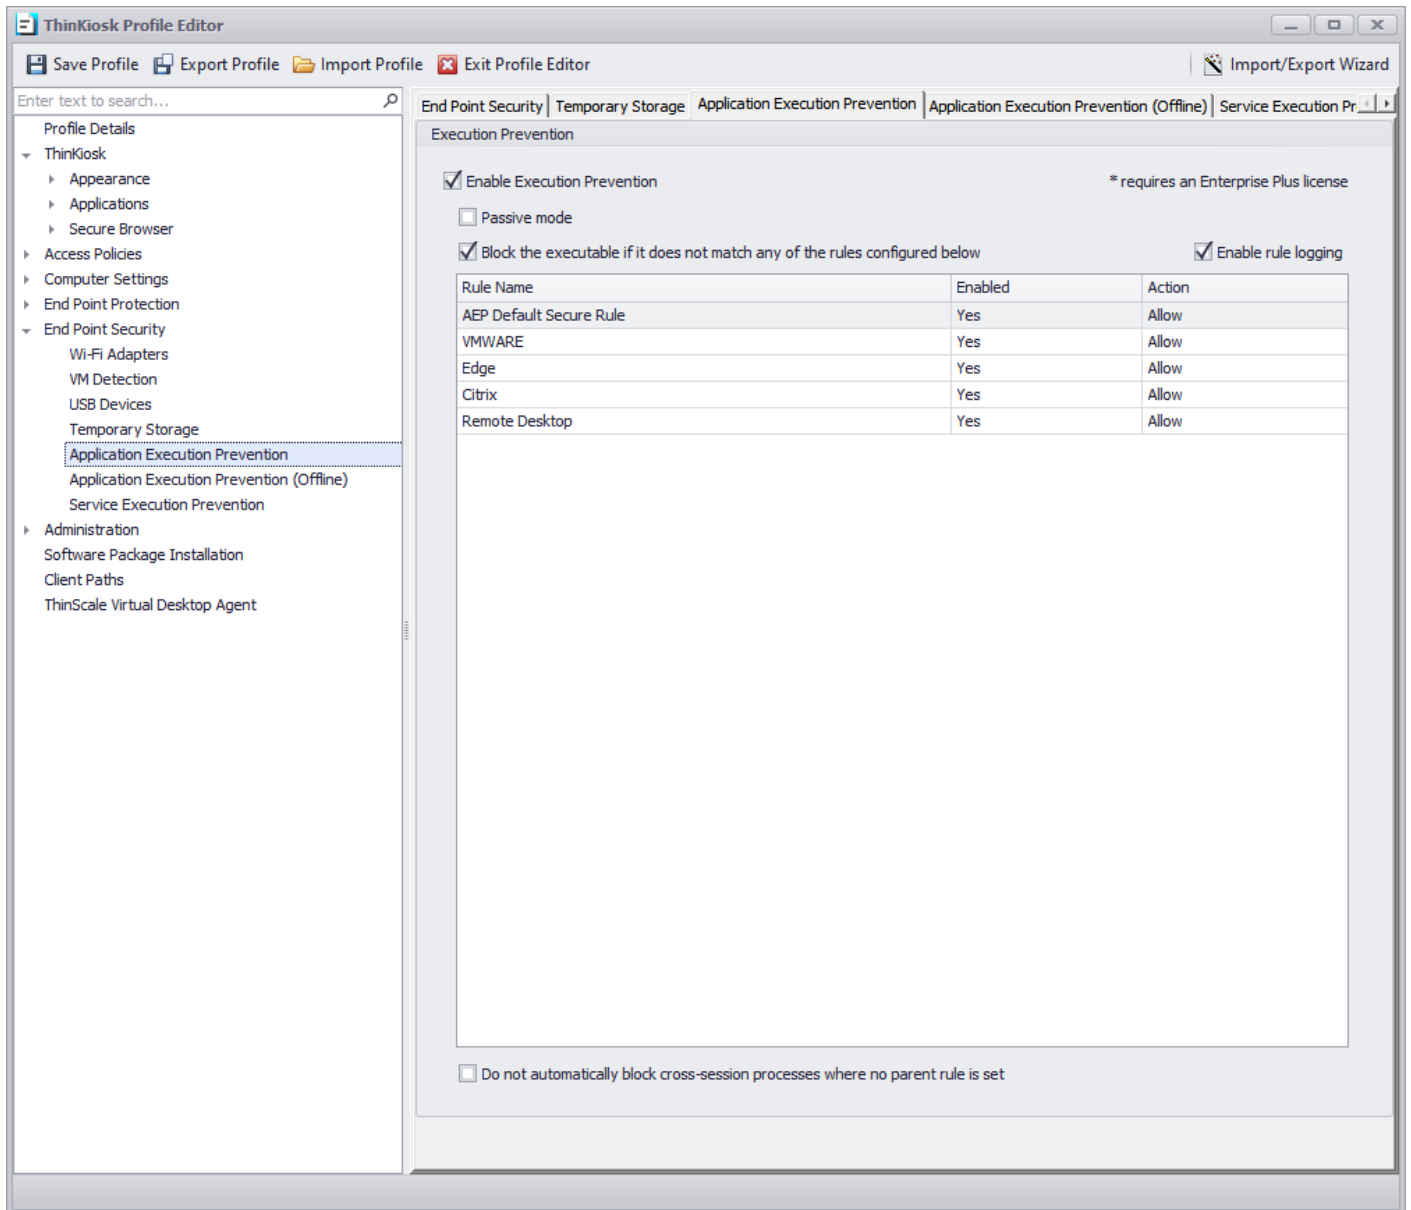 ThinKiosk Profile Editor
Save Profile Export Profile Import Profile Exit Profile Editor Import/Export Wizard
Enter text to search...
Profile Details
ThinKiosk
Appearance
Applications
Secure Browser
Access Policies
Computer Settings
End Point Protection
End Point Security
Wi-Fi Adapters
VM Detection
USB Devices
Temporary Storage
Application Execution Prevention
Application Execution Prevention (Offline)
Service Execution Prevention
Administration
Software Package Installation
Client Paths
ThinScale Virtual Desktop Agent
End Point Security Temporary Storage Application Execution Prevention Application Execution Prevention (Offline) Service Execution Pr
Execution Prevention
Enable Execution Prevention * requires an Enterprise Plus license
Passive mode
Block the executable if it does not match any of the rules configured below Enable rule logging
Rule Name Enabled Action
AEP Default Secure Rule Yes Allow
VMWARE Yes Allow
Edge Yes Allow
Citrix Yes Allow
Remote Desktop Yes Allow
Do not automatically block cross-session processes where no parent rule is set